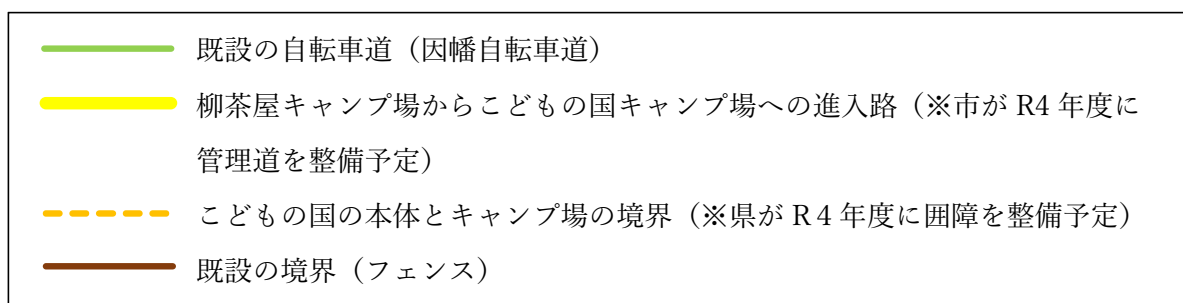 既設の自転車道（因幡自転車道）
柳茶屋キャンプ場からこどもの国キャンプ場への進入路（※市が R4 年度に
管理道を整備予定）
こどもの国の本体とキャンプ場の境界（※県が R４年度に囲障を整備予定）
既設の境界（フェンス）